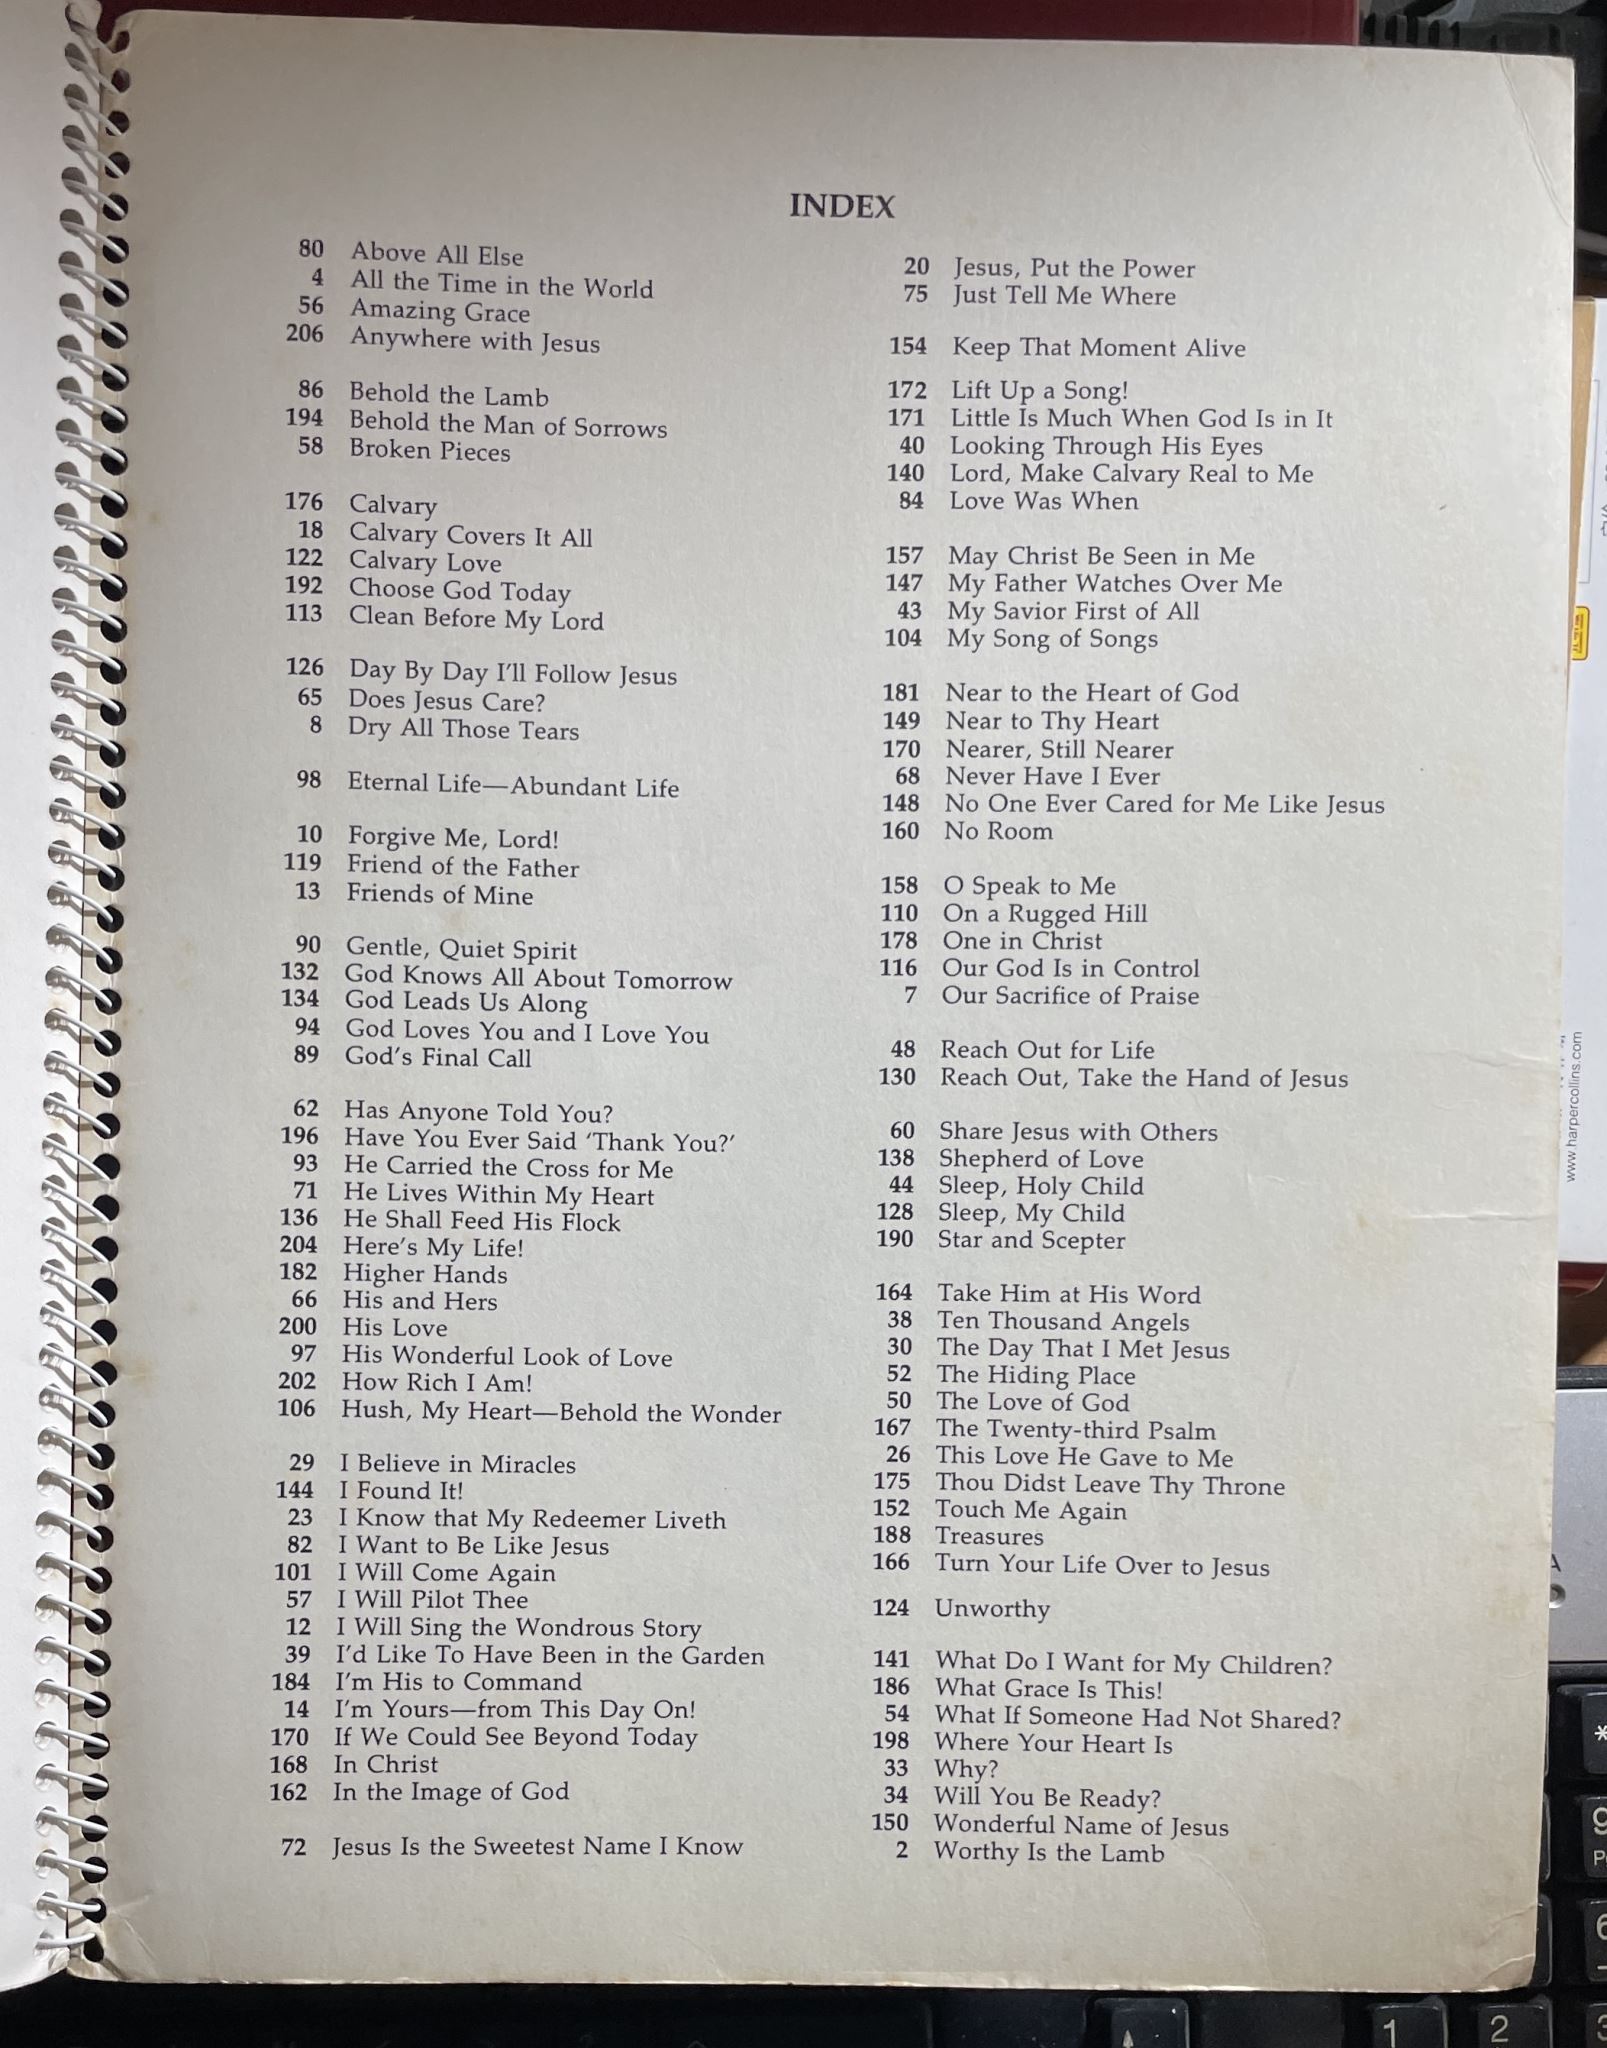 INDEX
80 Above All Else
4 All the Time in the World
56 Amazing Grace
206 Anywhere with Jesus
86 Behold the Lamb
194 Behold the Man of Sorrows
58 Broken Pieces
176 Calvary
18 Calvary Covers It All
122 Calvary Love
192 Choose God Today
113 Clean Before My Lord
126 Day By Day I'll Follow Jesus
65 Does Jesus Care?
8 Dry All Those Tears
98 Eternal Life—Abundant Life
10 Forgive Me, Lord!
119 Friend of the Father
13 Friends of Mine
90 Gentle, Quiet Spirit
132 God Knows All About Tomorrow
134 God Leads Us Along
94 God Loves You and I Love You
89 God's Final Call
62 Has Anyone Told You?
196 Have You Ever Said 'Thank You?'
93 He Carried the Cross for Me
71 He Lives Within My Heart
136 He Shall Feed His Flock
204 Here's My Life!
182 Higher Hands
66 His and Hers
200 His Love
97 His Wonderful Look of Love
202 How Rich I Am!
106 Hush, My Heart—Behold the Wonder
29 I Believe in Miracles
144 I Found It!
23 I Know that My Redeemer Liveth
82 I Want to Be Like Jesus
101 I Will Come Again
57 I Will Pilot Thee
12 I Will Sing the Wondrous Story
39 I'd Like To Have Been in the Garden
184 I'm His to Command
14 I'm Yours—from This Day On!
170 If We Could See Beyond Today
168 In Christ
162 In the Image of God
72 Jesus Is the Sweetest Name I Know
20 Jesus, Put the Power
75 Just Tell Me Where
154 Keep That Moment Alive
172 Lift Up a Song!
171 Little Is Much When God Is in It
40 Looking Through His Eyes
140 Lord, Make Calvary Real to Me
84 Love Was When
157 May Christ Be Seen in Me
147 My Father Watches Over Me
43 My Savior First of All
104 My Song of Songs
181 Near to the Heart of God
149 Near to Thy Heart
170 Nearer, Still Nearer
68 Never Have I Ever
148 No One Ever Cared for Me Like Jesus
160 No Room
158 O Speak to Me
110 On a Rugged Hill
178 One in Christ
116 Our God Is in Control
7 Our Sacrifice of Praise
48 Reach Out for Life
130 Reach Out, Take the Hand of Jesus
60 Share Jesus with Others
138 Shepherd of Love
44 Sleep, Holy Child
128 Sleep, My Child
190 Star and Scepter
164 Take Him at His Word
38 Ten Thousand Angels
30 The Day That I Met Jesus
52 The Hiding Place
50 The Love of God
167 The Twenty-third Psalm
26 This Love He Gave to Me
175 Thou Didst Leave Thy Throne
152 Touch Me Again
188 Treasures
166 Turn Your Life Over to Jesus
124 Unworthy
141 What Do I Want for My Children?
186 What Grace Is This!
54 What If Someone Had Not Shared?
198 Where Your Heart Is
33 Why?
34 Will You Be Ready?
150 Wonderful Name of Jesus
2 Worthy Is the Lamb
www.harpercollins.com
1 2